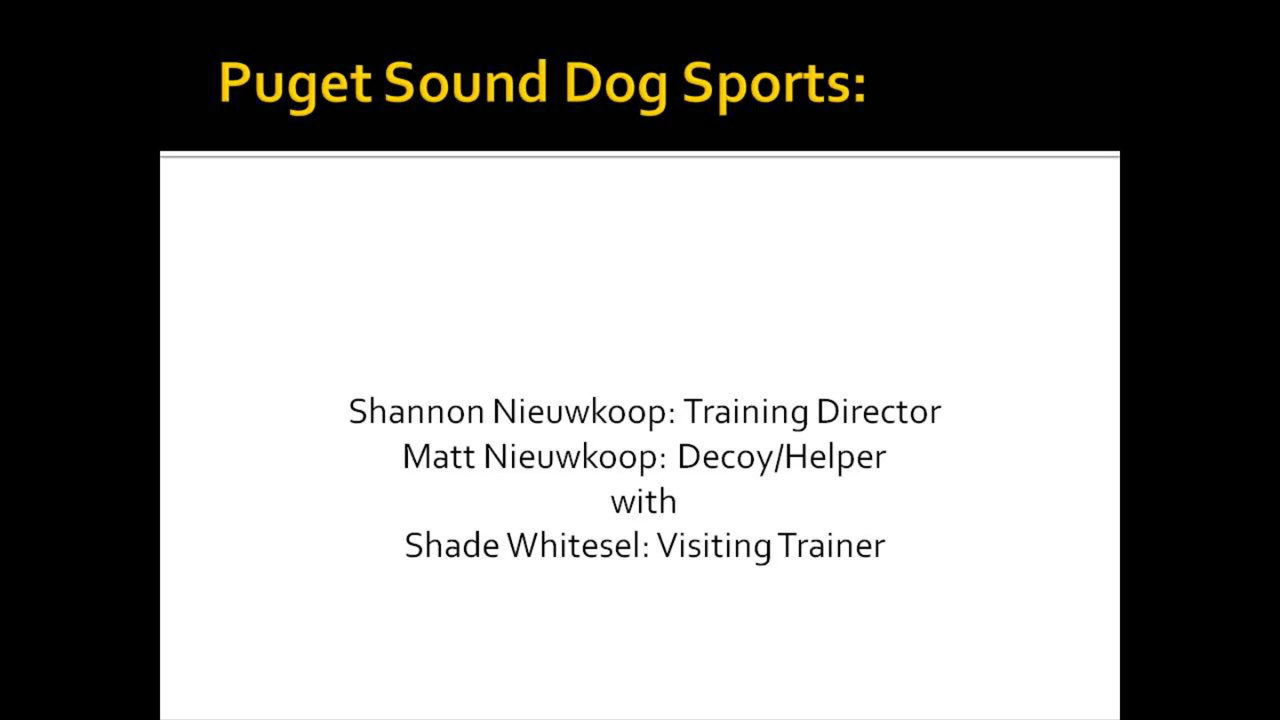 Puget Sound Dog Sports:
Shannon Nieuwkoop: Training Director
Matt Nieuwkoop: Decoy/Helper
with
Shade Whitesel: Visiting Trainer